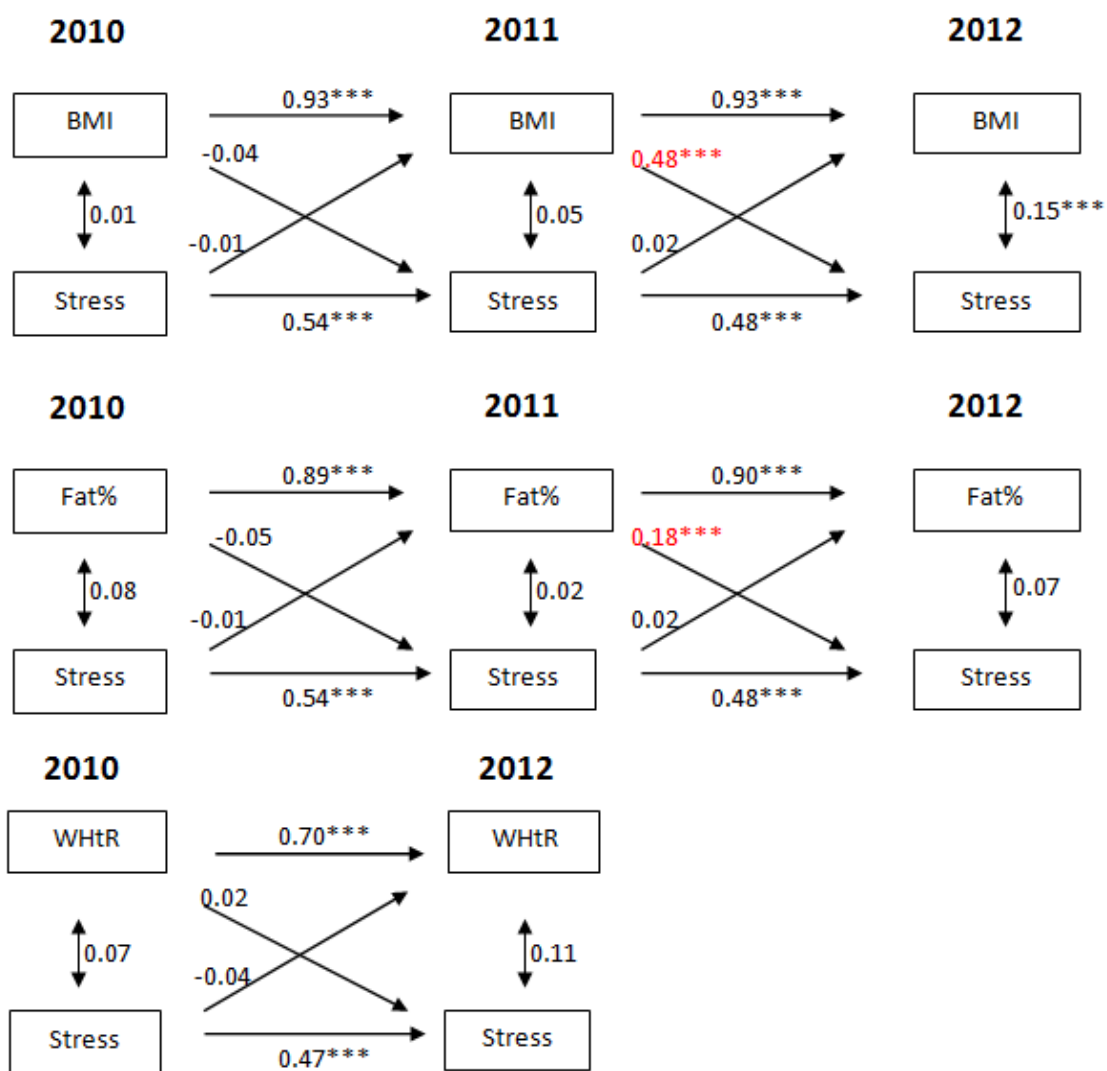 2010 2011 2012
0.93*** 0.93***
BMI BMI BMI
-0.04 0.48***
0.01 0.05 0.15***
-0.01 0.02
Stress Stress Stress
0.54*** 0.48***
2010 2011 2012
0.89*** 0.90***
Fat% Fat% Fat%
-0.05 0.18***
0.08 0.02 0.07
-0.01 0.02
Stress Stress Stress
0.54*** 0.48***
2010 2012
WHtR 0.70*** WHtR
0.02
0.07 0.11
-0.04
Stress Stress
0.47***